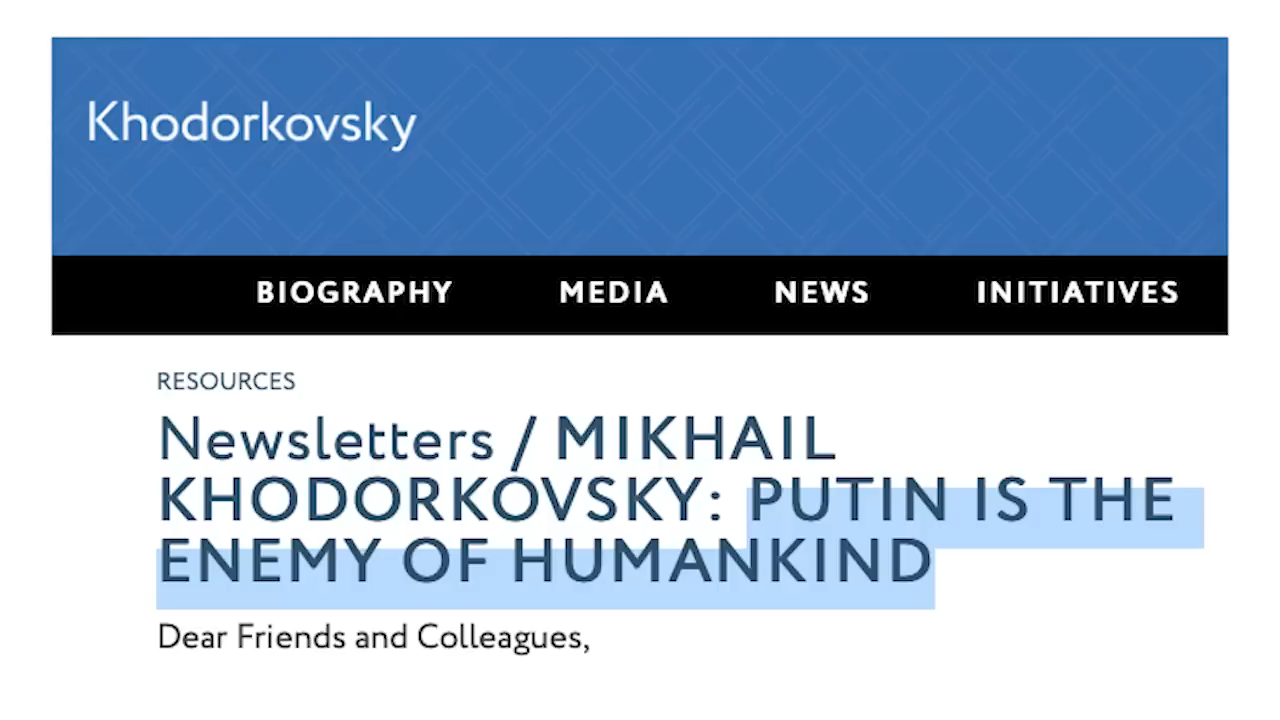 Khodorkovsky
BIOGRAPHY MEDIA NEWS INITIATIVES
RESOURCES
Newsletters / MIKHAIL
KHODORKOVSKY: PUTIN IS THE
ENEMY OF HUMANKIND
Dear Friends and Colleagues,